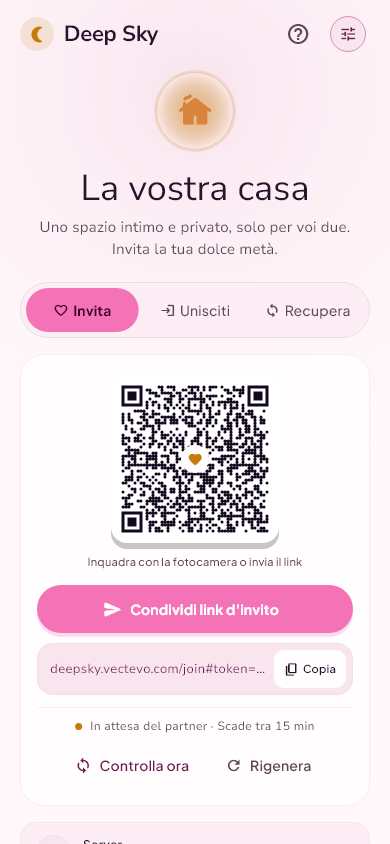 Deep Sky
La vostra casa
Uno spazio intimo e privato, solo per voi due.
Invita la tua dolce metà.
Invita
Unisciti
Recupera
Inquadra con la fotocamera o invia il link
Condividi link d'invito
deepsky.vectevo.com/join#token=...
Copia
In attesa del partner · Scade tra 15 min
Controlla ora
Rigenera
Server